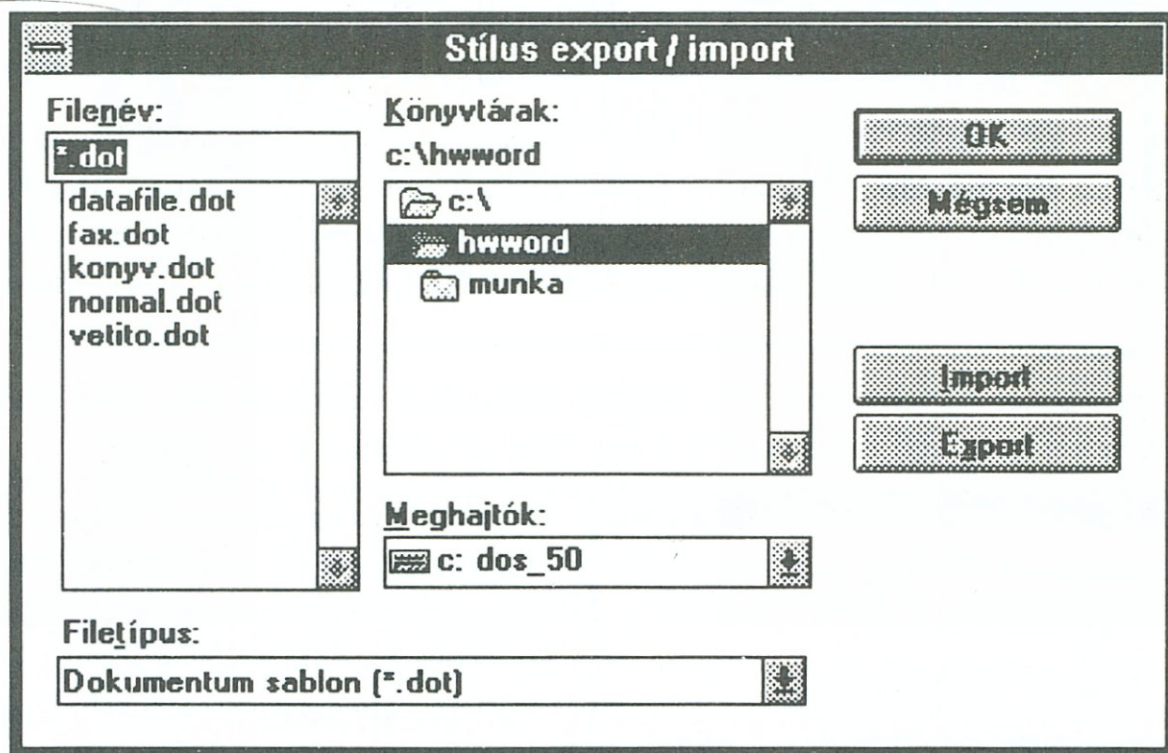 Stílus export / import
Filenév:
*.dot
datafile.dot
fax.dot
konyv.dot
normal.dot
vetito.dot
Könyvtárak:
c:\hwword
c:\
hwword
munka
Meghajtók:
c: dos_50
Filetípus:
Dokumentum sablon (*.dot)
OK
Mégsem
Import
Export